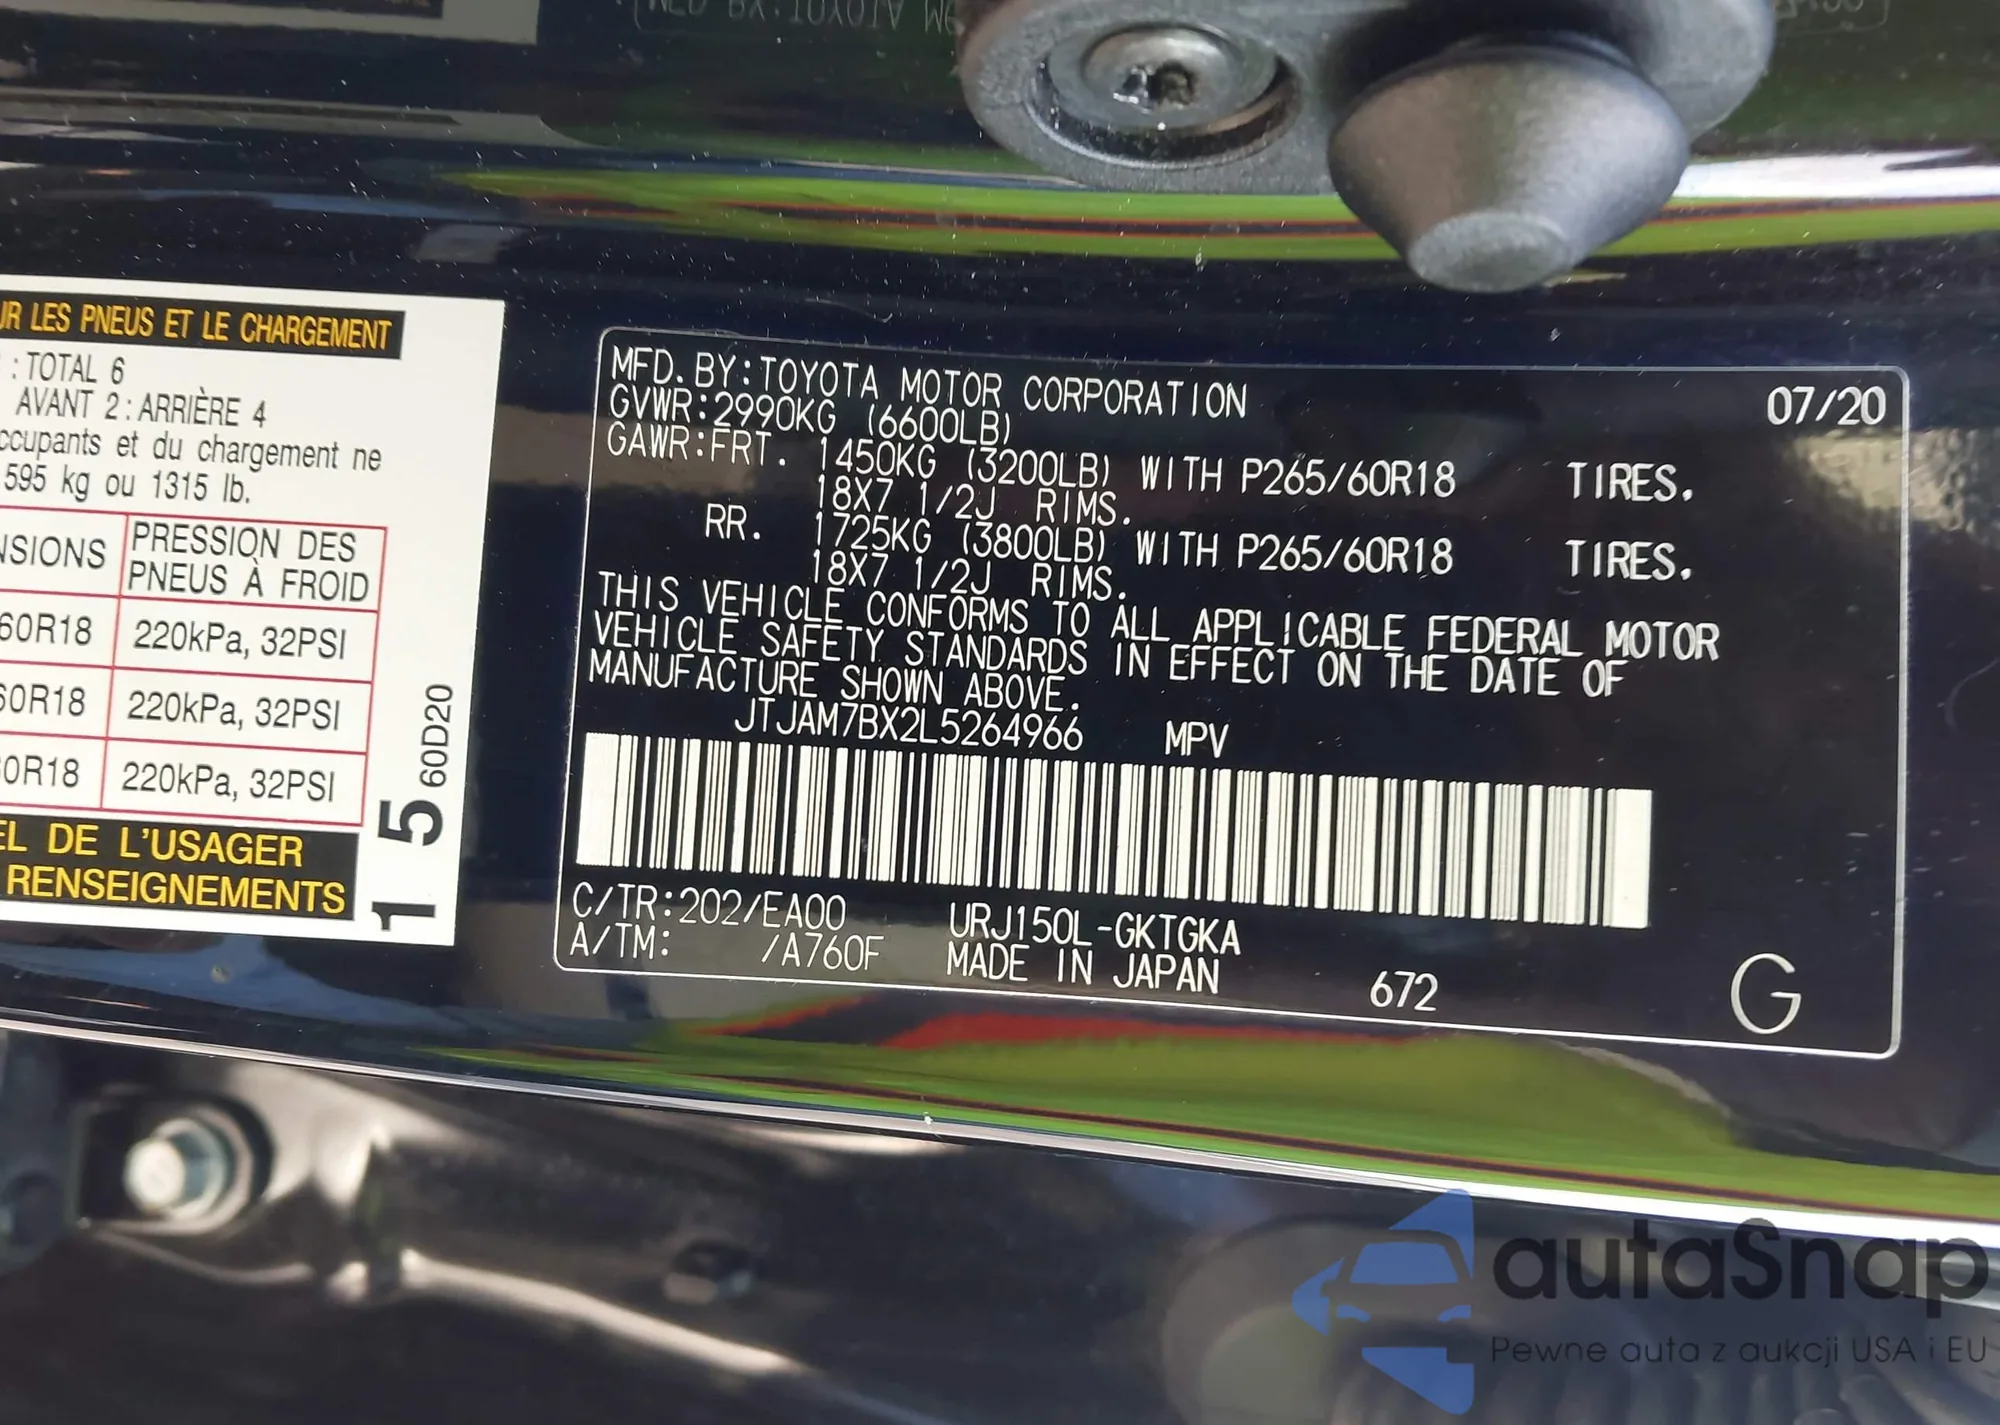 MFD. BY: TOYOTA
UR LES PNEUS ET LE CHARGEMENT
: TOTAL 6
AVANT 2 : ARRIÈRE 4
ccupants et du chargement ne
595 kg ou 1315 lb.
NSIONS PRESSION DES PNEUS À FROID
60R18 220kPa, 32PSI
60R18 220kPa, 32PSI
0R18 220kPa, 32PSI
EL DE L'USAGER
RENSEIGNEMENTS
15 60D20
MFD. BY: TOYOTA MOTOR CORPORATION 07/20
GVWR: 2990KG (6600LB)
GAWR: FRT. 1450KG (3200LB) WITH P265/60R18 TIRES.
18X7 1/2J RIMS.
RR. 1725KG (3800LB) WITH P265/60R18 TIRES.
18X7 1/2J RIMS.
THIS VEHICLE CONFORMS TO ALL APPLICABLE FEDERAL MOTOR
VEHICLE SAFETY STANDARDS IN EFFECT ON THE DATE OF
MANUFACTURE SHOWN ABOVE.
JTJAM7BX2L5264966 MPV
C/TR: 202/EA00 URJ150L-GKTGKA
A/TM: /A760F MADE IN JAPAN 672 G
autaSnap
Pewne auta z aukcji USA i EU